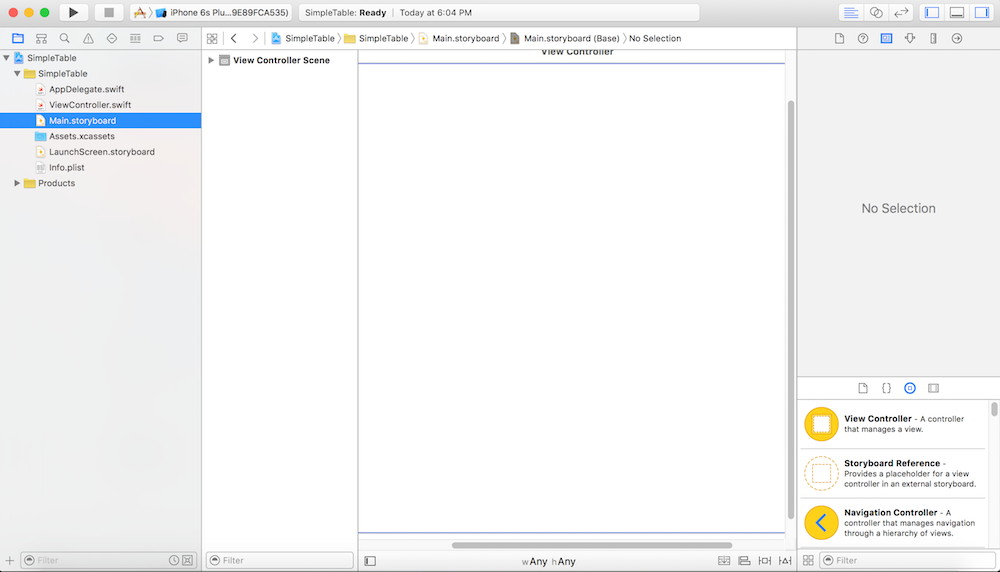 iPhone 6s Plu...9E89FCA535)
SimpleTable: Ready
Today at 6:04 PM
SimpleTable
SimpleTable
Main.storyboard
Main.storyboard (Base)
No Selection
SimpleTable
SimpleTable
AppDelegate.swift
ViewController.swift
Main.storyboard
Assets.xcassets
LaunchScreen.storyboard
Info.plist
Products
View Controller Scene
View Controller
No Selection
View Controller - A controller
that manages a view.
Storyboard Reference -
Provides a placeholder for a view
controller in an external storyboard.
Navigation Controller - A
controller that manages navigation
through a hierarchy of views.
Filter
Filter
wAny hAny
Filter